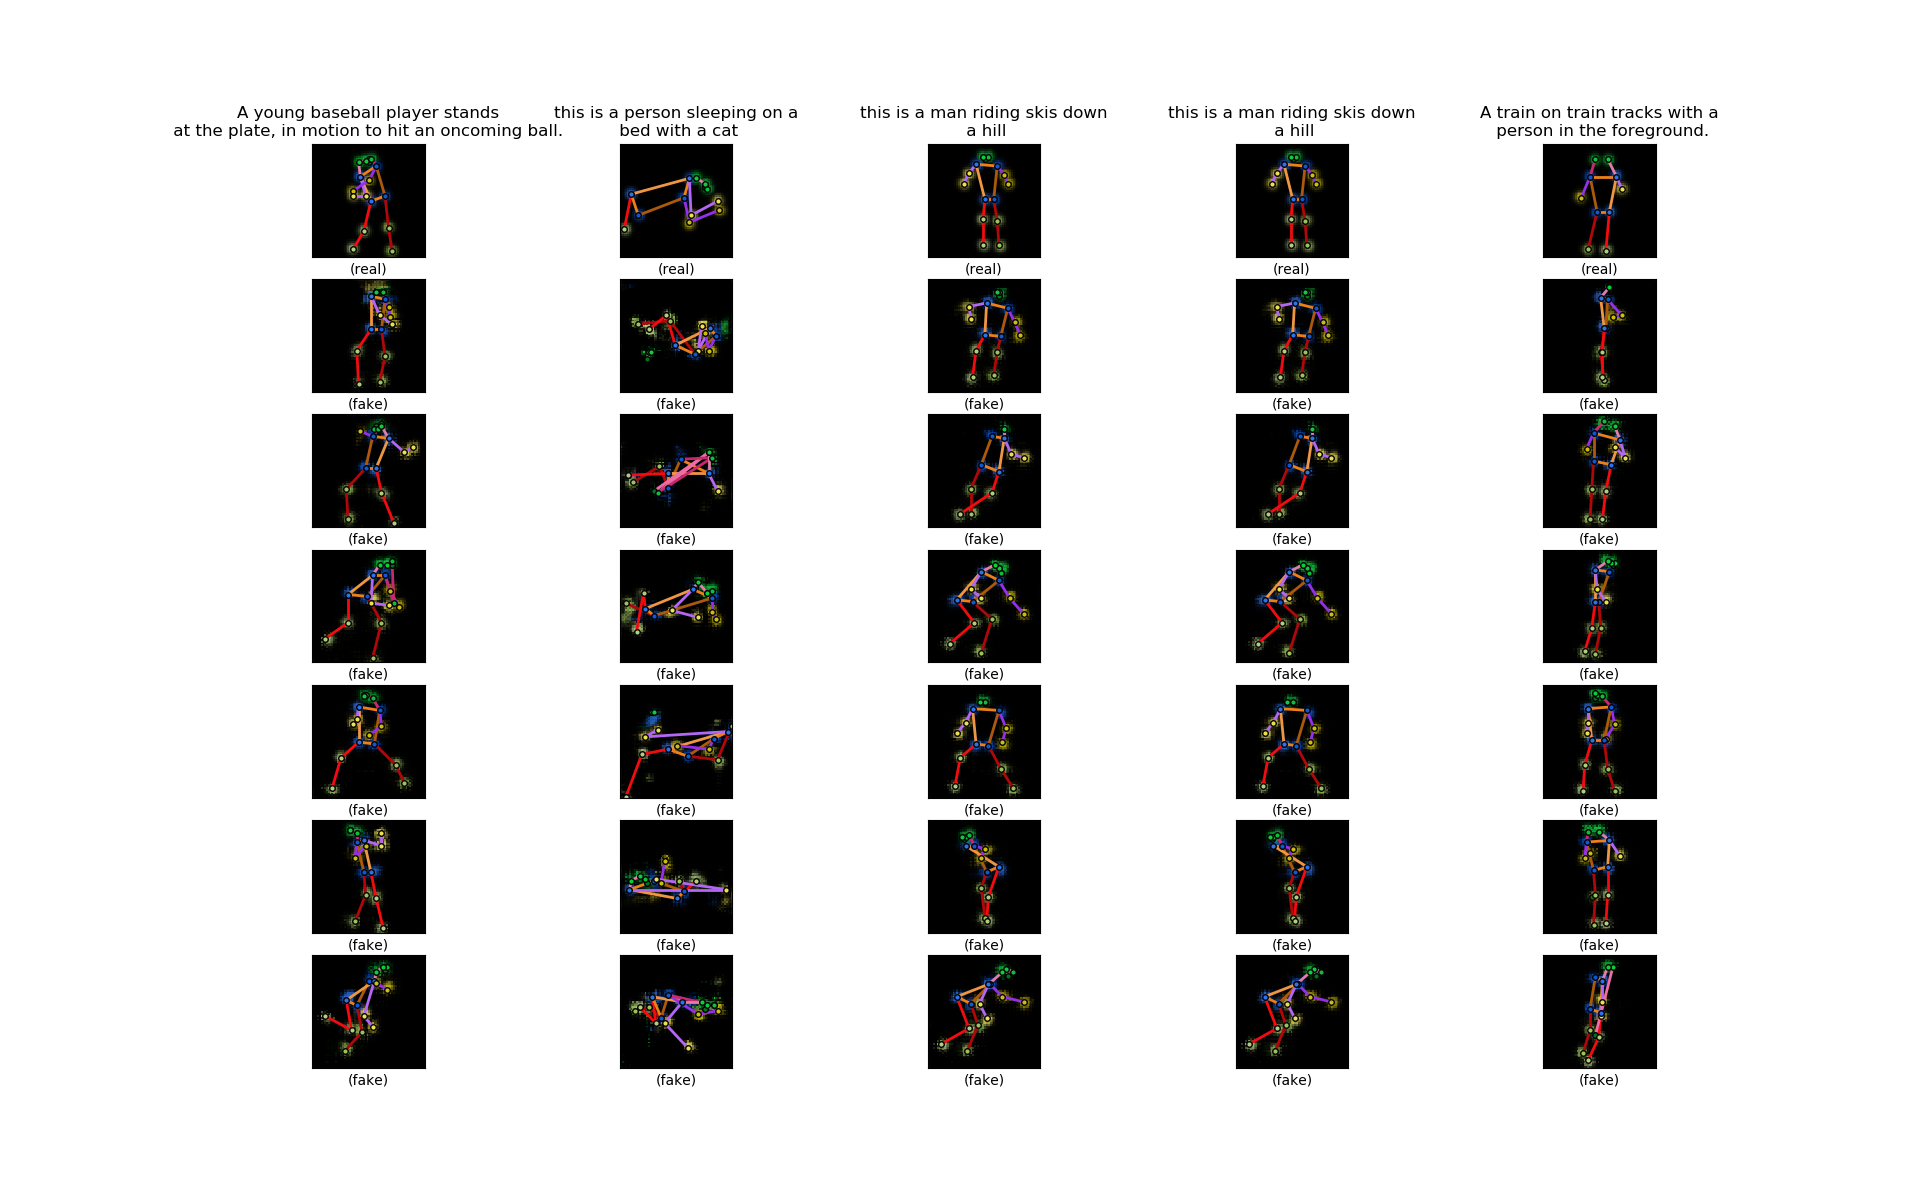 A young baseball player stands
at the plate, in motion to hit an oncoming ball.
this is a person sleeping on a
bed with a cat
this is a man riding skis down
a hill
this is a man riding skis down
a hill
A train on train tracks with a
person in the foreground.
(real) (real) (real) (real) (real)
(fake) (fake) (fake) (fake) (fake)
(fake) (fake) (fake) (fake) (fake)
(fake) (fake) (fake) (fake) (fake)
(fake) (fake) (fake) (fake) (fake)
(fake) (fake) (fake) (fake) (fake)
(fake) (fake) (fake) (fake) (fake)